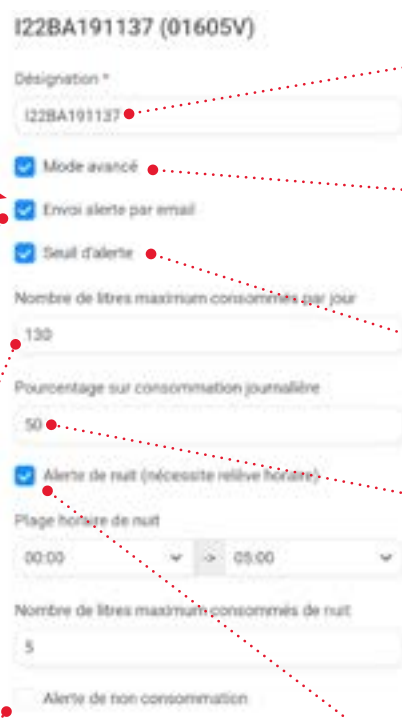 I22BA191137 (01605V)
Désignation *
I22BA191137
Mode avancé
Envoi alerte par email
Seuil d'alerte
Nombre de litres maximum consommés par jour
130
Pourcentage sur consommation journalière
50
Alerte de nuit (nécessite relève horaire)
Plage horaire de nuit
00:00 -> 05:00
Nombre de litres maximum consommés de nuit
5
Alerte de non consommation